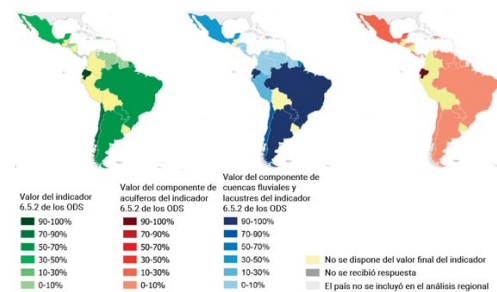 Valor del indicador
6.5.2 de los ODS
90-100%
70-90%
50-70%
30-50%
10-30%
0-10%
Valor del componente de
acuíferos del indicador
6.5.2 de los ODS
90-100%
70-90%
50-70%
30-50%
10-30%
0-10%
Valor del componente de
cuencas fluviales y
lacustres del indicador
6.5.2 de los ODS
90-100%
70-90%
50-70%
30-50%
10-30%
0-10%
No se dispone del valor final del indicador
No se recibió respuesta
El país no se incluyó en el análisis regional